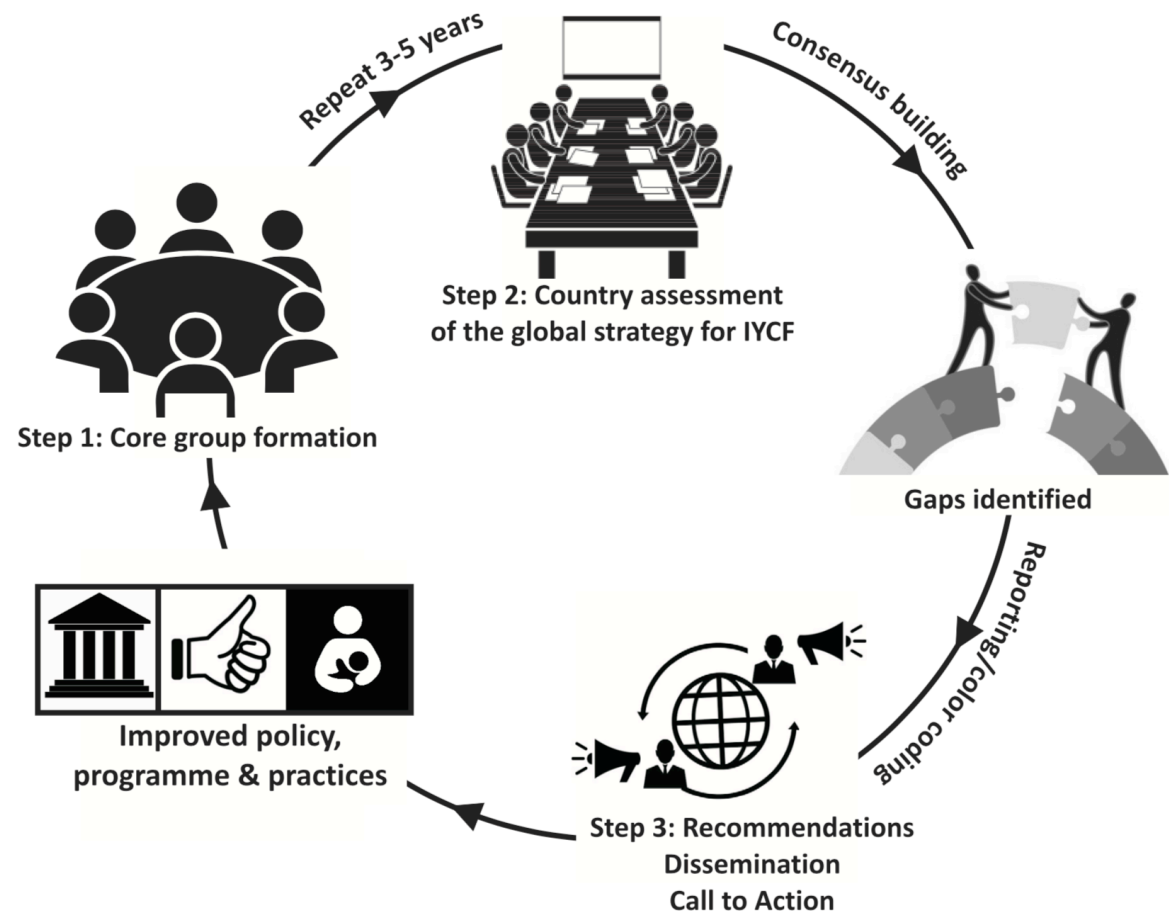 Repeat 3-5 years
Consensus building
Step 2: Country assessment
of the global strategy for IYCF
Step 1: Core group formation
Gaps identified
Reporting/color coding
Improved policy,
programme & practices
Step 3: Recommendations
Dissemination
Call to Action